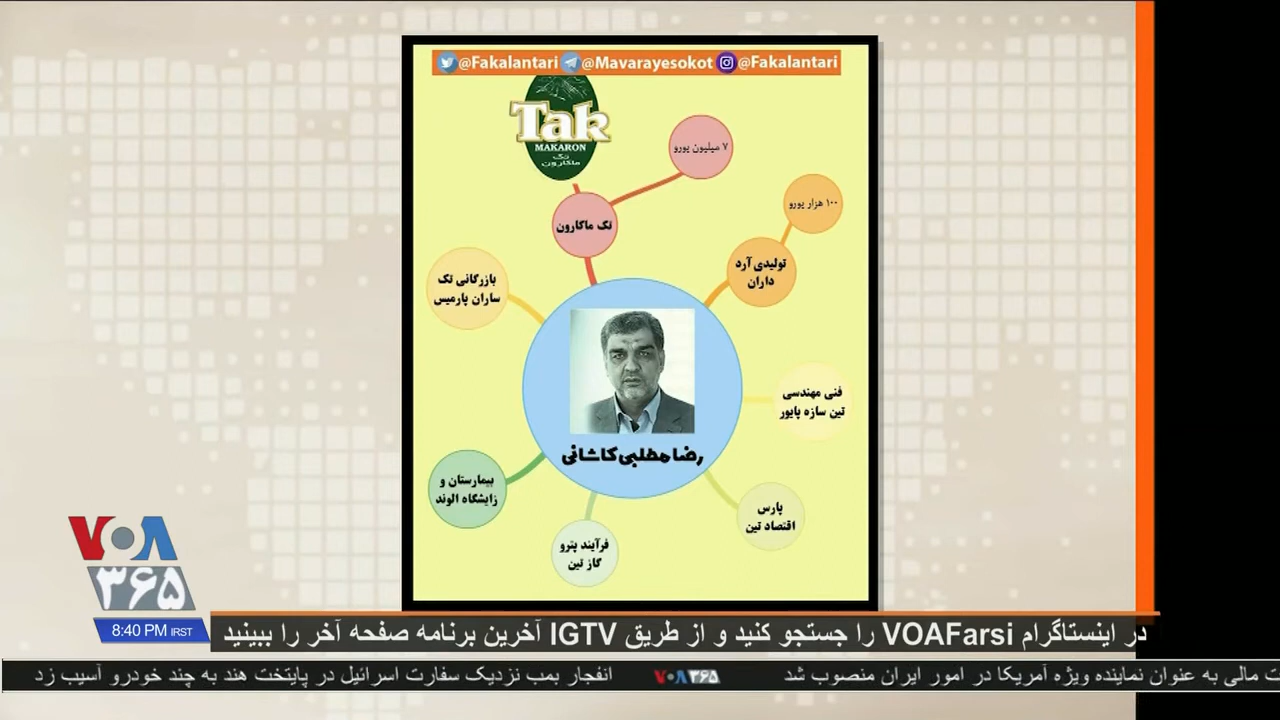 @Fakalantari @Mavarayesokot @Fakalantari
Tak
MAKARON
تک
ماکارون
۷ میلیون یورو
۱۰۰ هزار یورو
تک ماکارون
تولیدی آرد
داران
بازرگانی تک
ساران پارمیس
فنی مهندسی
تین سازه پایور
رضا مطلبی کاشانی
بیمارستان و
زایشگاه الوند
پارس
اقتصاد تین
فرآیند پترو
گاز تین
VOA
۳۶۵
8:40 PM IRST
در اینستاگرام VOAFarsi را جستجو کنید و از طریق IGTV آخرین برنامه صفحه آخر را ببینید
ت مالی به عنوان نماینده ویژه آمریکا در امور ایران منصوب شد VOA۳۶۵ انفجار بمب نزدیک سفارت اسرائیل در پایتخت هند به چند خودرو آسیب زد